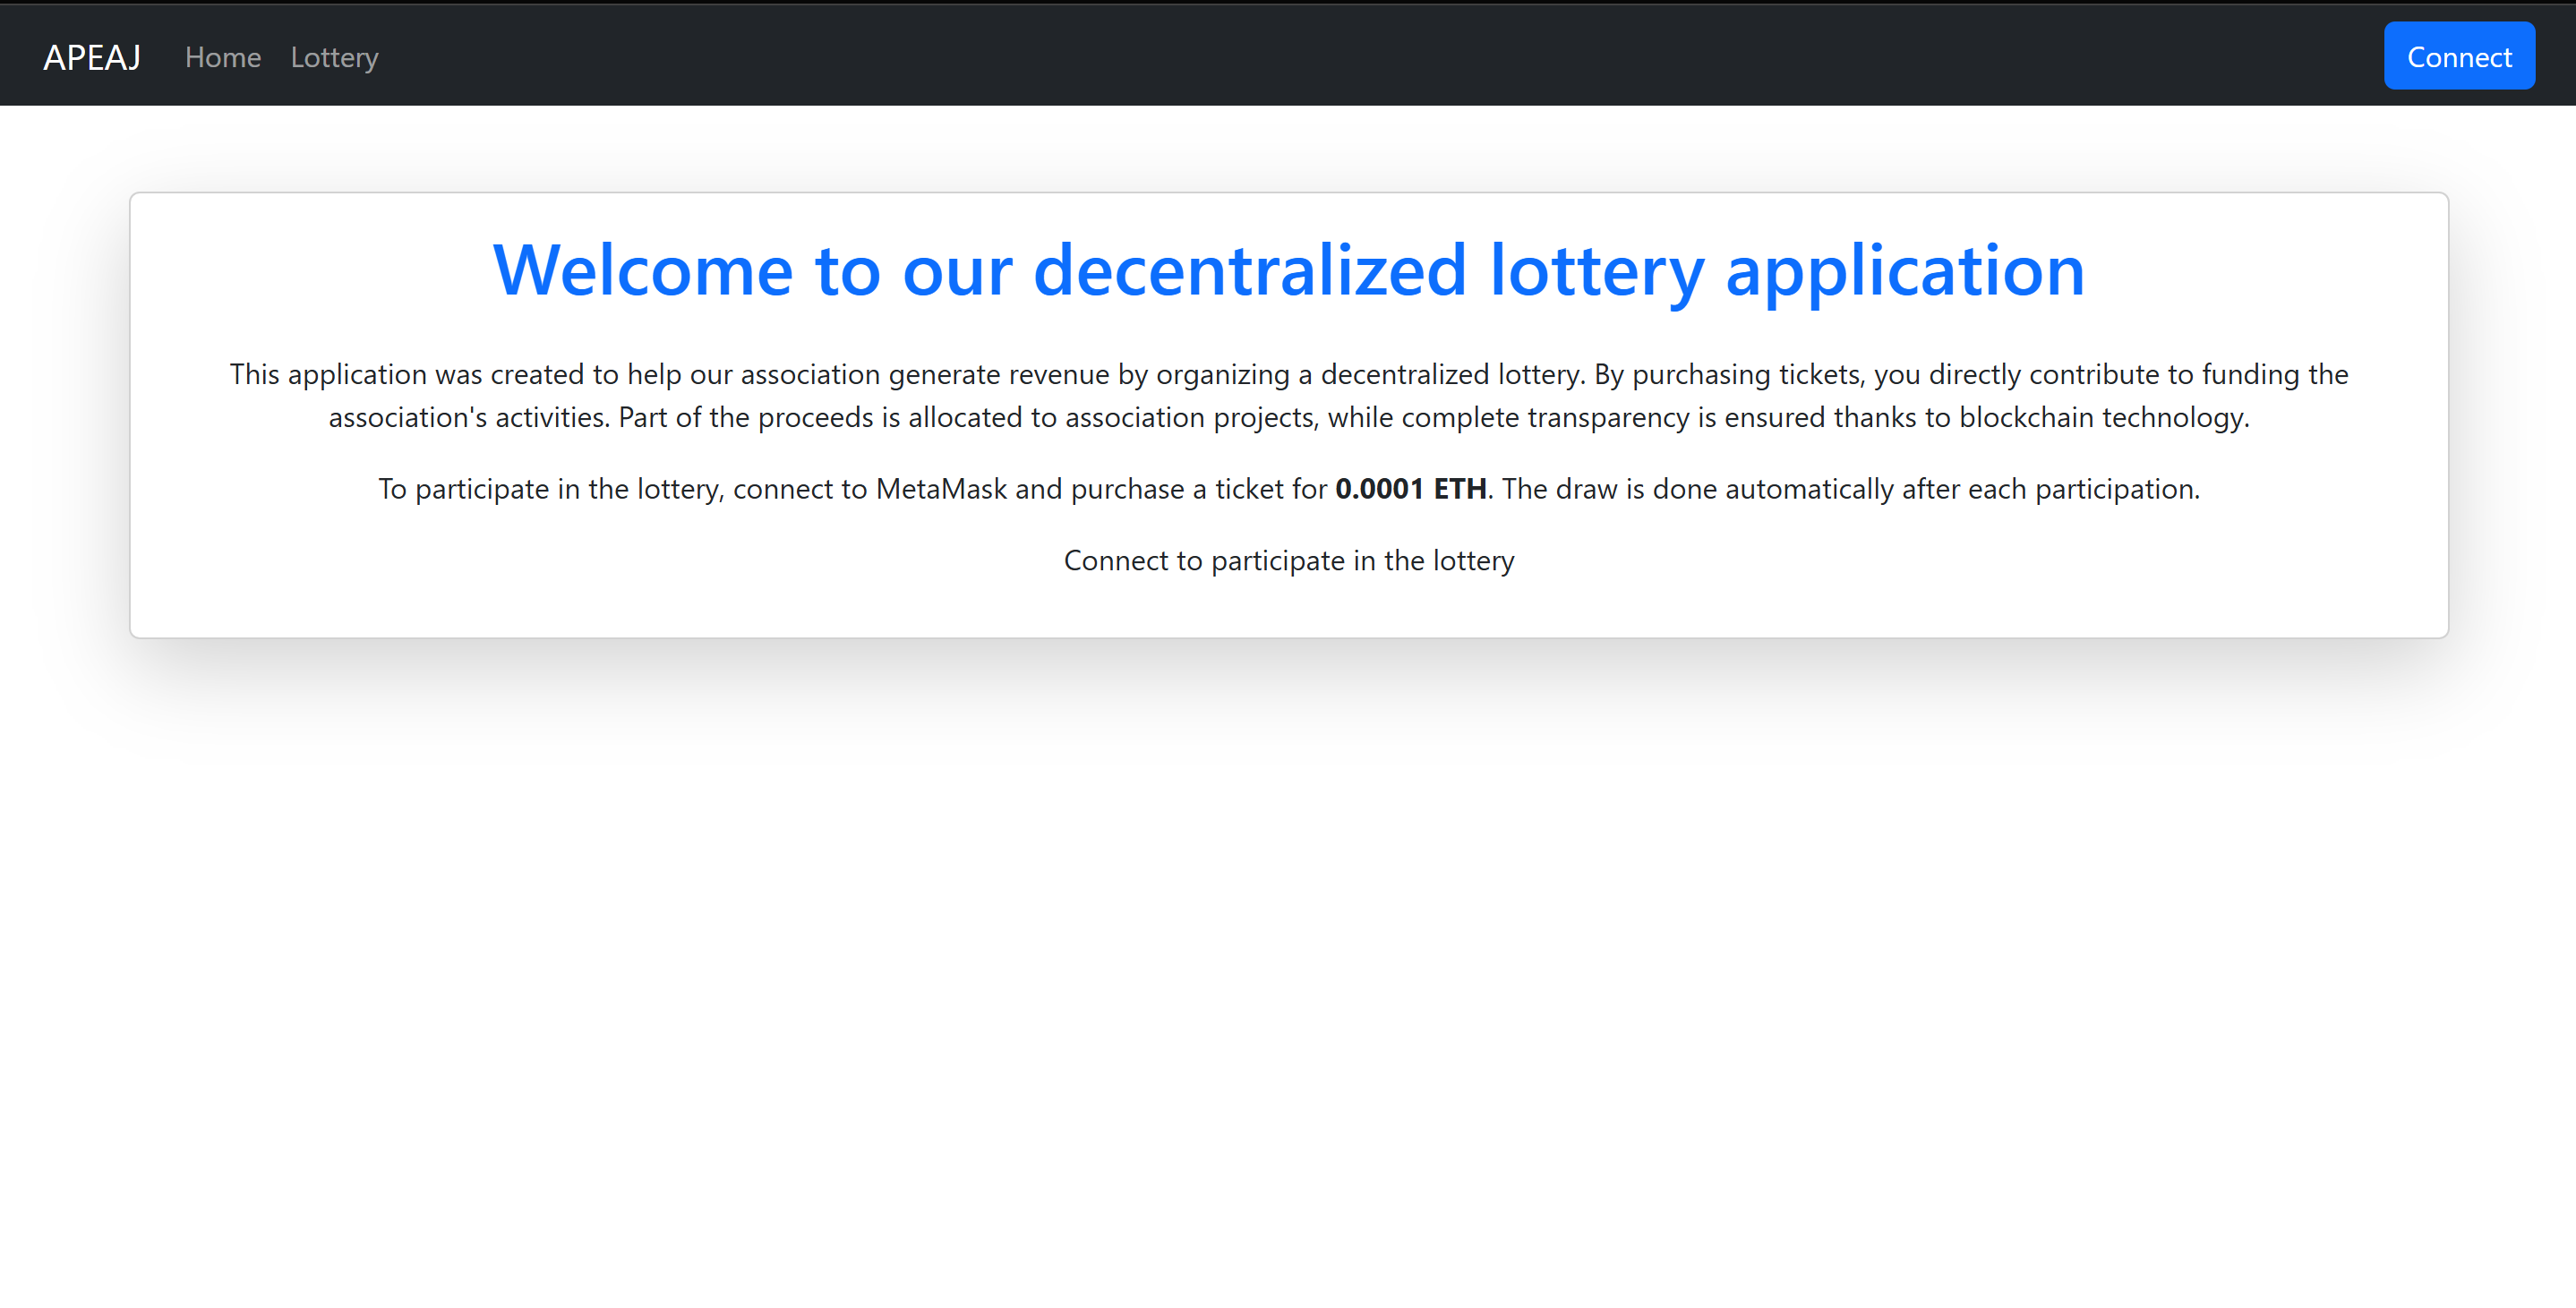 APEAJ Home Lottery Connect
Welcome to our decentralized lottery application
This application was created to help our association generate revenue by organizing a decentralized lottery. By purchasing tickets, you directly contribute to funding the
association's activities. Part of the proceeds is allocated to association projects, while complete transparency is ensured thanks to blockchain technology.
To participate in the lottery, connect to MetaMask and purchase a ticket for 0.0001 ETH. The draw is done automatically after each participation.
Connect to participate in the lottery